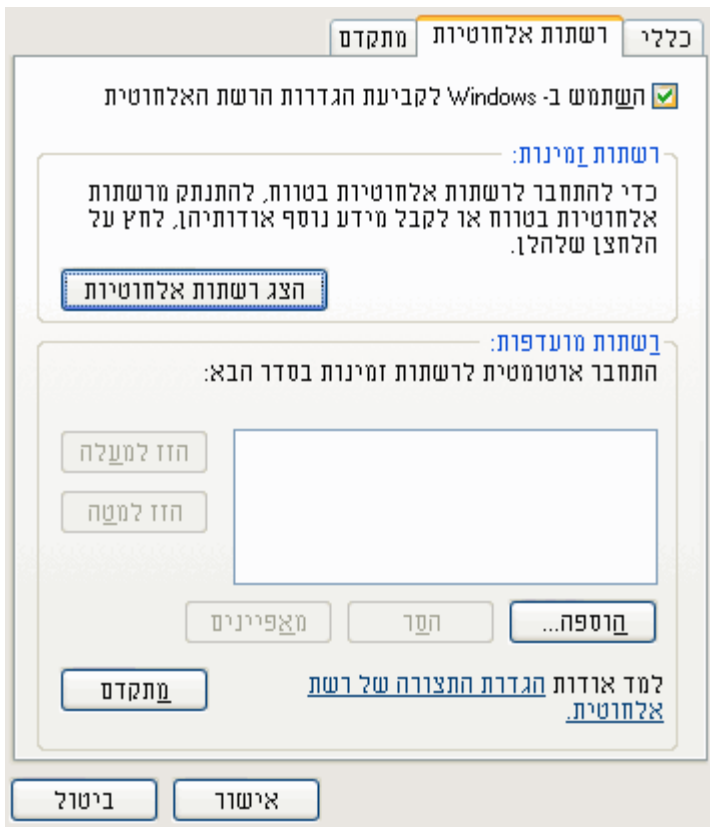 כללי
רשתות אלחוטיות
מתקדם
השתמש ב- Windows לקביעת הגדרות הרשת האלחוטית
רשתות זמינות:
כדי להתחבר לרשתות אלחוטיות בטווח, להתנתק מרשתות
אלחוטיות בטווח או לקבל מידע נוסף אודותיהן, לחץ על
הלחצן שלהלן.
הצג רשתות אלחוטיות
רשתות מועדפות:
התחבר אוטומטית לרשתות זמינות בסדר הבא:
הזז למעלה
הזז למטה
הוספה...
הסר
מאפיינים
למד אודות הגדרת התצורה של רשת
אלחוטית.
מתקדם
אישור
ביטול